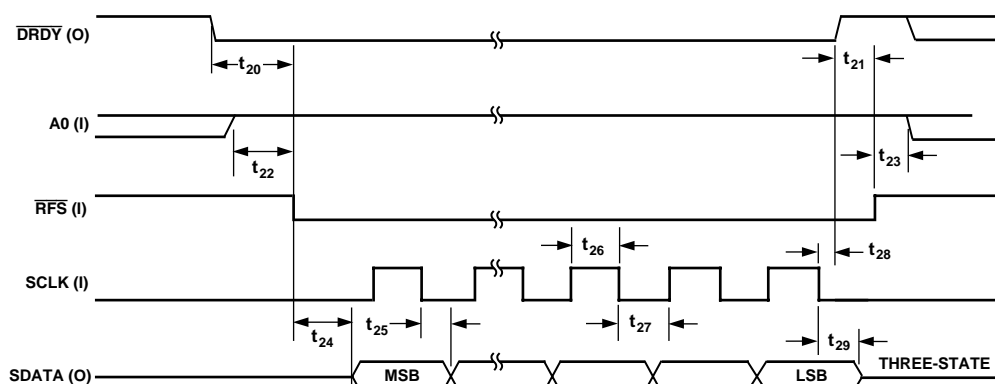 DRDY (O)
t20
t21
A0 (I)
t22
t23
RFS (I)
t26
t28
SCLK (I)
t24
t25
t27
t29
SDATA (O)
MSB
LSB
THREE-STATE